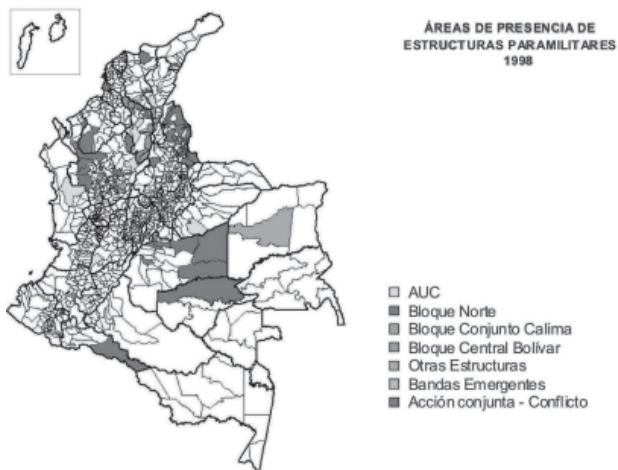 ÁREAS DE PRESENCIA DE
ESTRUCTURAS PARAMILITARES
1998
AUC
Bloque Norte
Bloque Conjunto Calima
Bloque Central Bolívar
Otras Estructuras
Bandas Emergentes
Acción conjunta - Conflicto